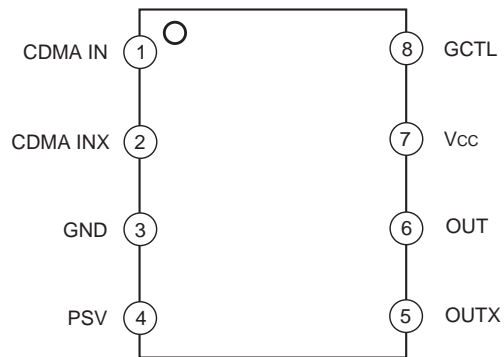 CDMA IN 1 8 GCTL
CDMA INX 2 7 Vcc
GND 3 6 OUT
PSV 4 5 OUTX